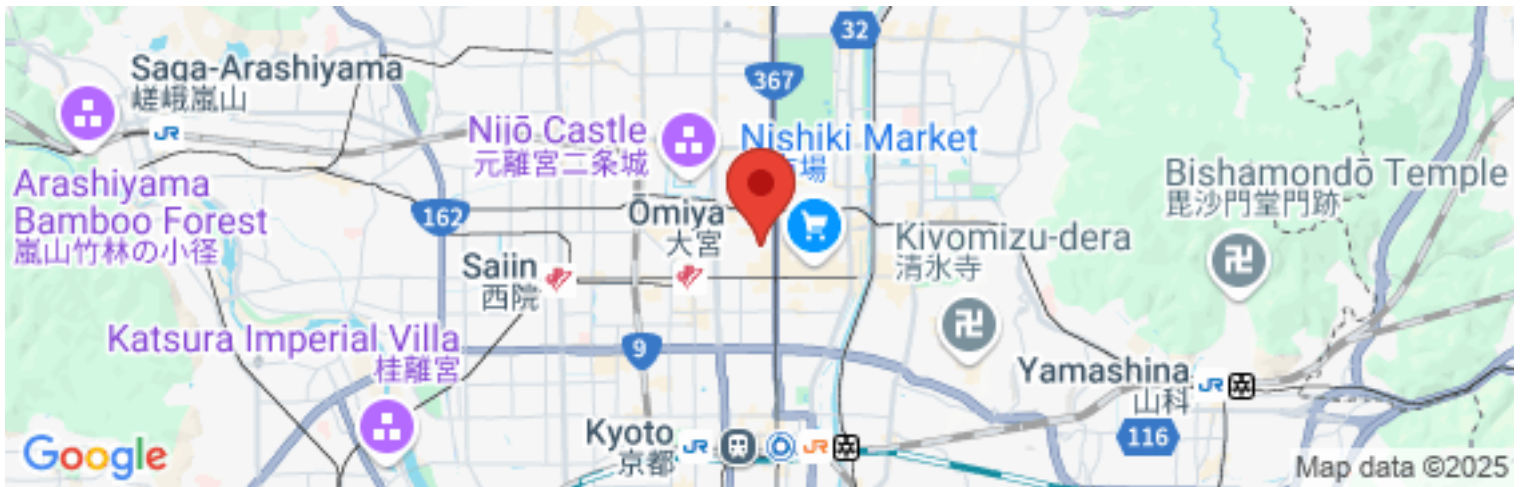 32
367
Saga-Arashiyama
嵯峨嵐山
JR
Nijō Castle
元離宮二条城
Nishiki Market
市場
Arashiyama
Bamboo Forest
嵐山竹林の小径
162
Ōmiya
大宮
Bishamondō Temple
毘沙門堂門跡
Saiin
西院
Kiyomizu-dera
清水寺
Katsura Imperial Villa
桂離宮
9
Yamashina
山科
JR
116
Kyoto
京都
JR
JR
Google
Map data ©2025